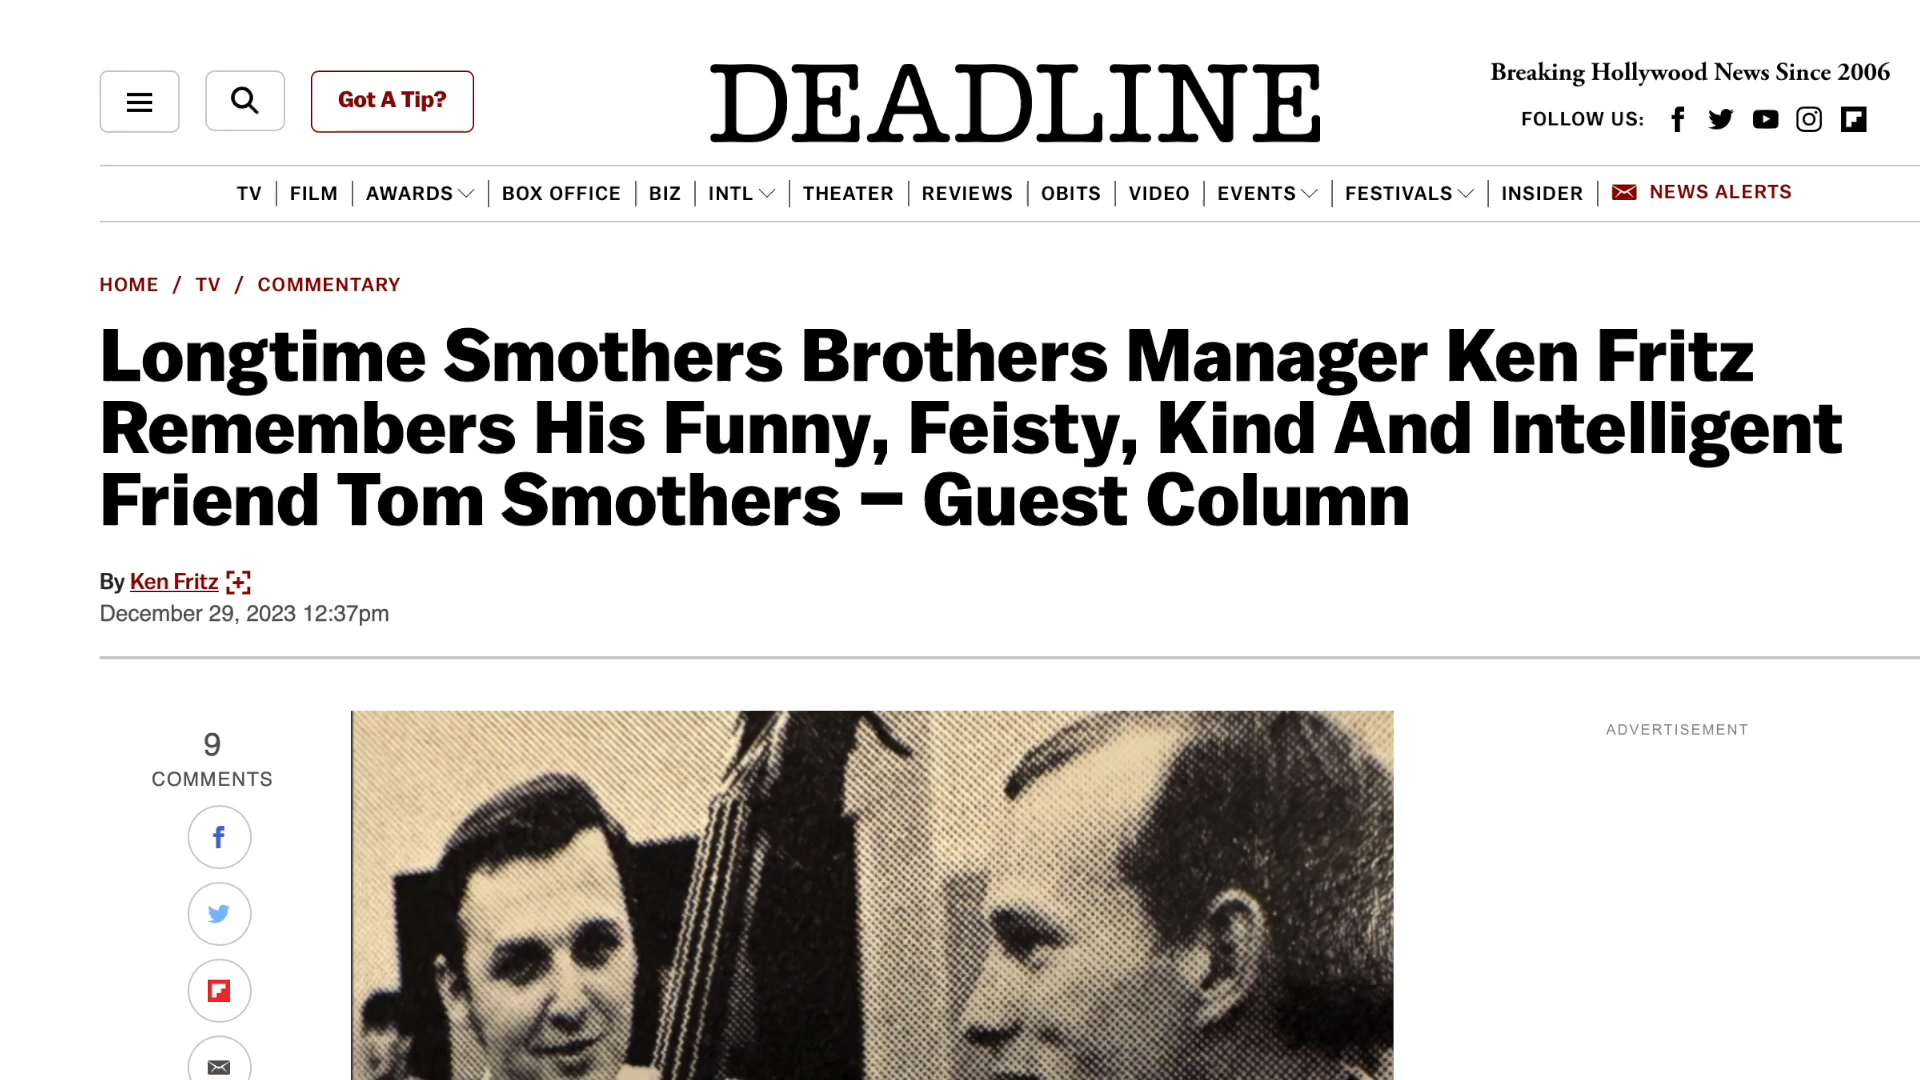 Got A Tip?
DEADLINE
Breaking Hollywood News Since 2006
FOLLOW US:
TV FILM AWARDS BOX OFFICE BIZ INTL THEATER REVIEWS OBITS VIDEO EVENTS FESTIVALS INSIDER NEWS ALERTS
HOME / TV / COMMENTARY
Longtime Smothers Brothers Manager Ken Fritz
Remembers His Funny, Feisty, Kind And Intelligent
Friend Tom Smothers – Guest Column
By Ken Fritz
December 29, 2023 12:37pm
9
COMMENTS
ADVERTISEMENT